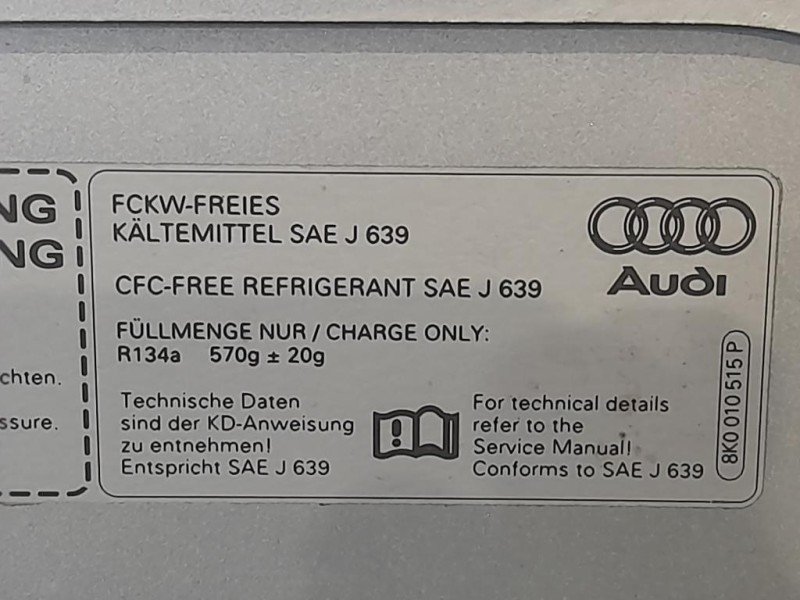 NG
NG
chten.
ssure.
FCKW-FREIES
KÄLTEMITTEL SAE J 639
CFC-FREE REFRIGERANT SAE J 639
FÜLLMENGE NUR / CHARGE ONLY:
R134a 570g ± 20g
Technische Daten
sind der KD-Anweisung
zu entnehmen!
Entspricht SAE J 639
For technical details
refer to the
Service Manual!
Conforms to SAE J 639
Audi
8K0 010 515 P